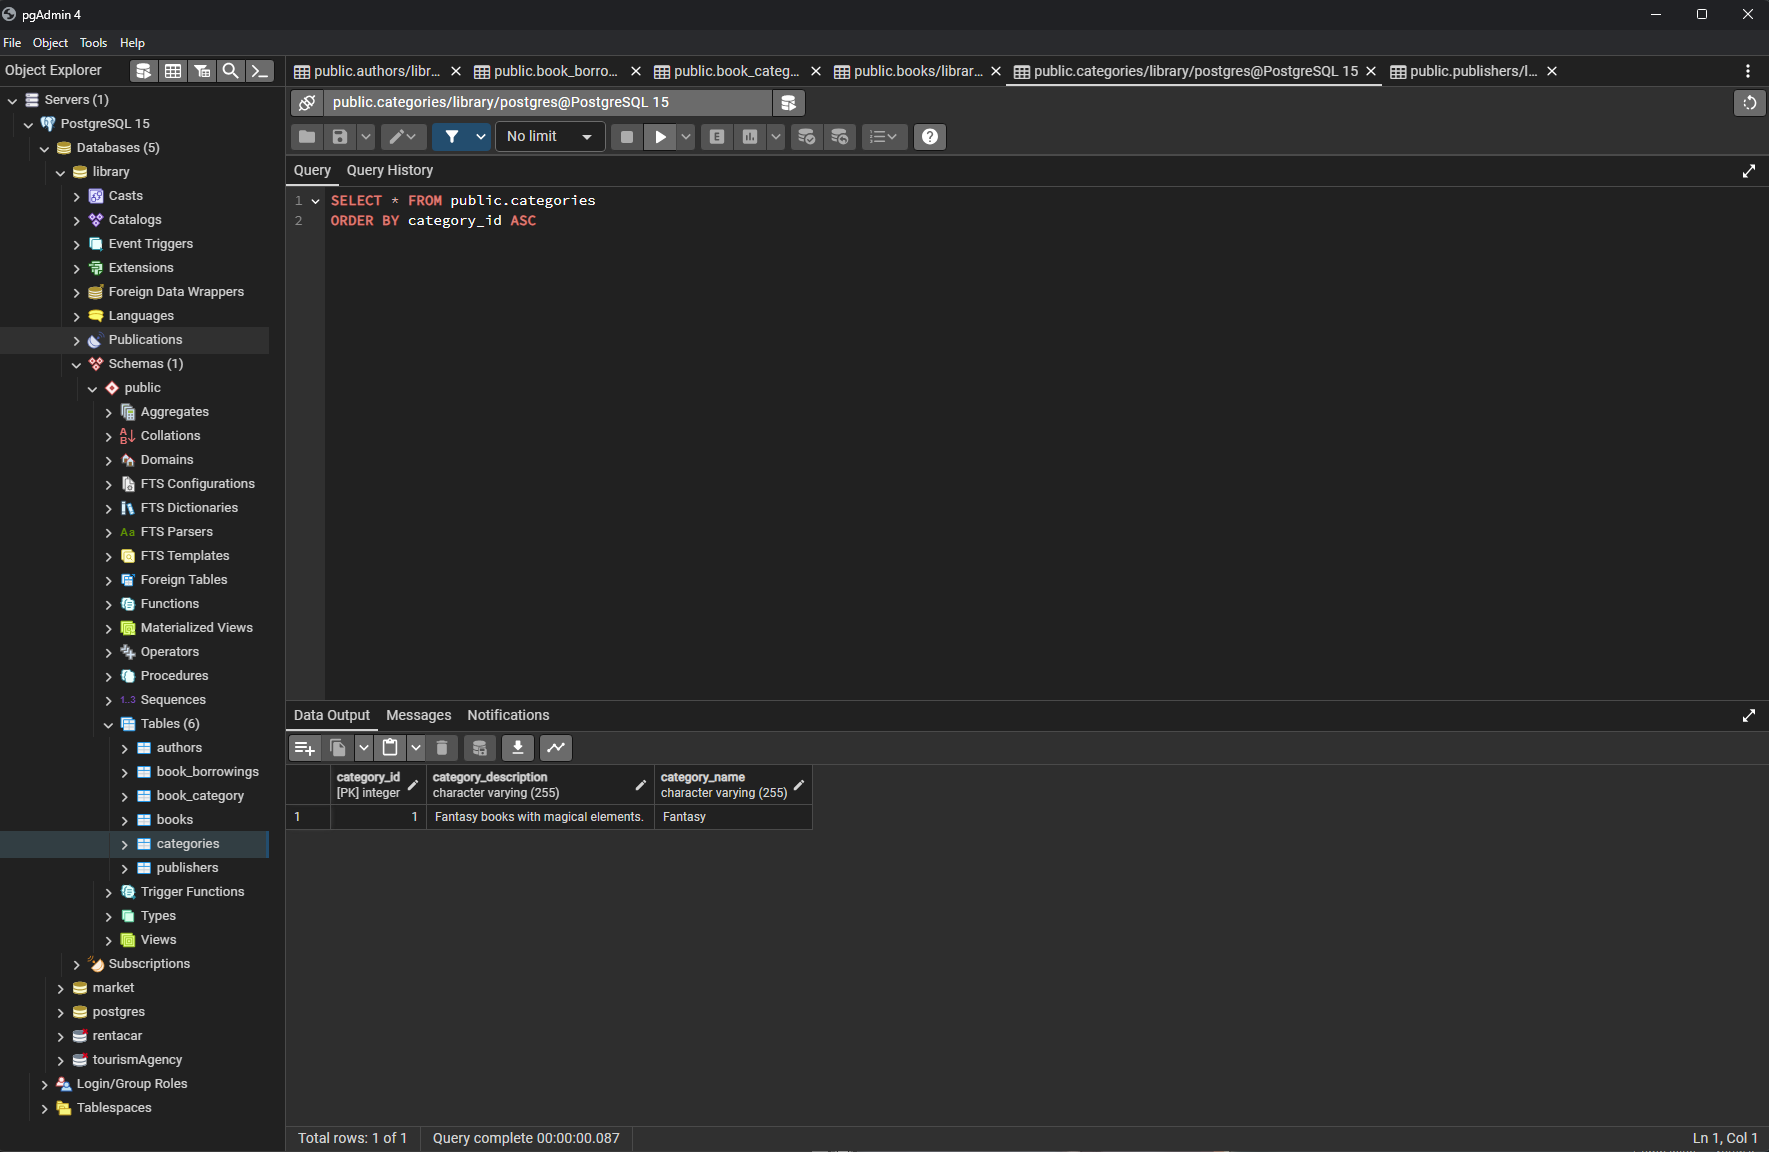 pgAdmin 4
File Object Tools Help
Object Explorer
public.authors/libr...
public.book_borro...
public.book_categ...
public.books/librar...
public.categories/library/postgres@PostgreSQL 15
public.publishers/l...
public.categories/library/postgres@PostgreSQL 15
No limit
E
Query Query History
1 SELECT * FROM public.categories
2 ORDER BY category_id ASC
Servers (1)
PostgreSQL 15
Databases (5)
library
Casts
Catalogs
Event Triggers
Extensions
Foreign Data Wrappers
Languages
Publications
Schemas (1)
public
Aggregates
Collations
Domains
FTS Configurations
FTS Dictionaries
Aa FTS Parsers
FTS Templates
Foreign Tables
Functions
Materialized Views
Operators
Procedures
1..3 Sequences
Tables (6)
authors
book_borrowings
book_category
books
categories
publishers
Trigger Functions
Types
Views
Subscriptions
market
postgres
rentacar
tourismAgency
Login/Group Roles
Tablespaces
Data Output Messages Notifications
category_id
[PK] integer
category_description
character varying (255)
category_name
character varying (255)
1 1 Fantasy books with magical elements. Fantasy
Total rows: 1 of 1 Query complete 00:00:00.087 Ln 1, Col 1